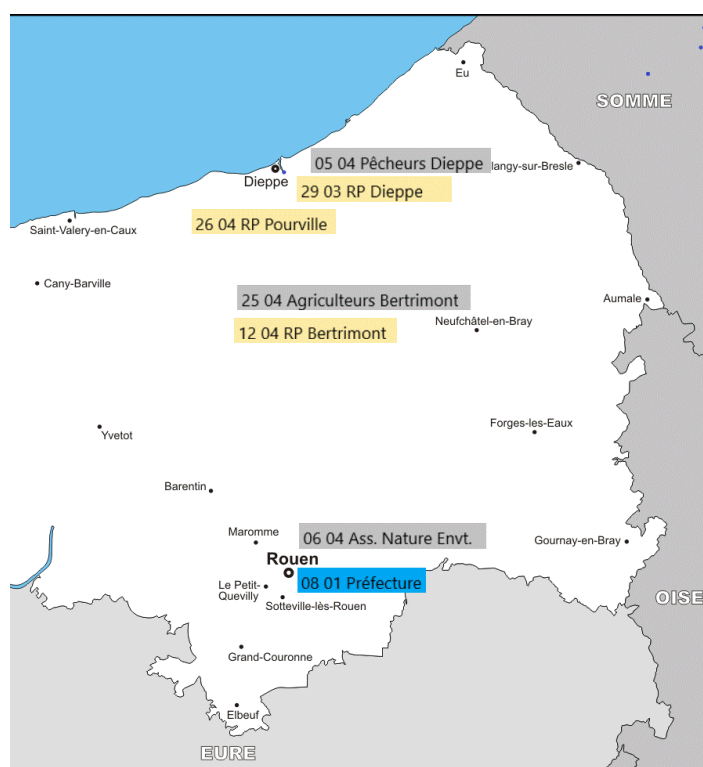 Eu
SOMME
05 04 Pêcheurs Dieppe
langy-sur-Bresle
Dieppe
29 03 RP Dieppe
26 04 RP Pourville
Saint-Valery-en-Caux
Cany-Barville
25 04 Agriculteurs Bertrimont
Aumale
12 04 RP Bertrimont
Neufchâtel-en-Bray
Forges-les-Eaux
Yvetot
Barentin
Maromme
06 04 Ass. Nature Envt.
Gournay-en-Bray
Rouen
08 01 Préfecture
Le Petit-
Quevilly
OISE
Sotteville-lès-Rouen
Grand-Couronne
Elbeuf
EURE